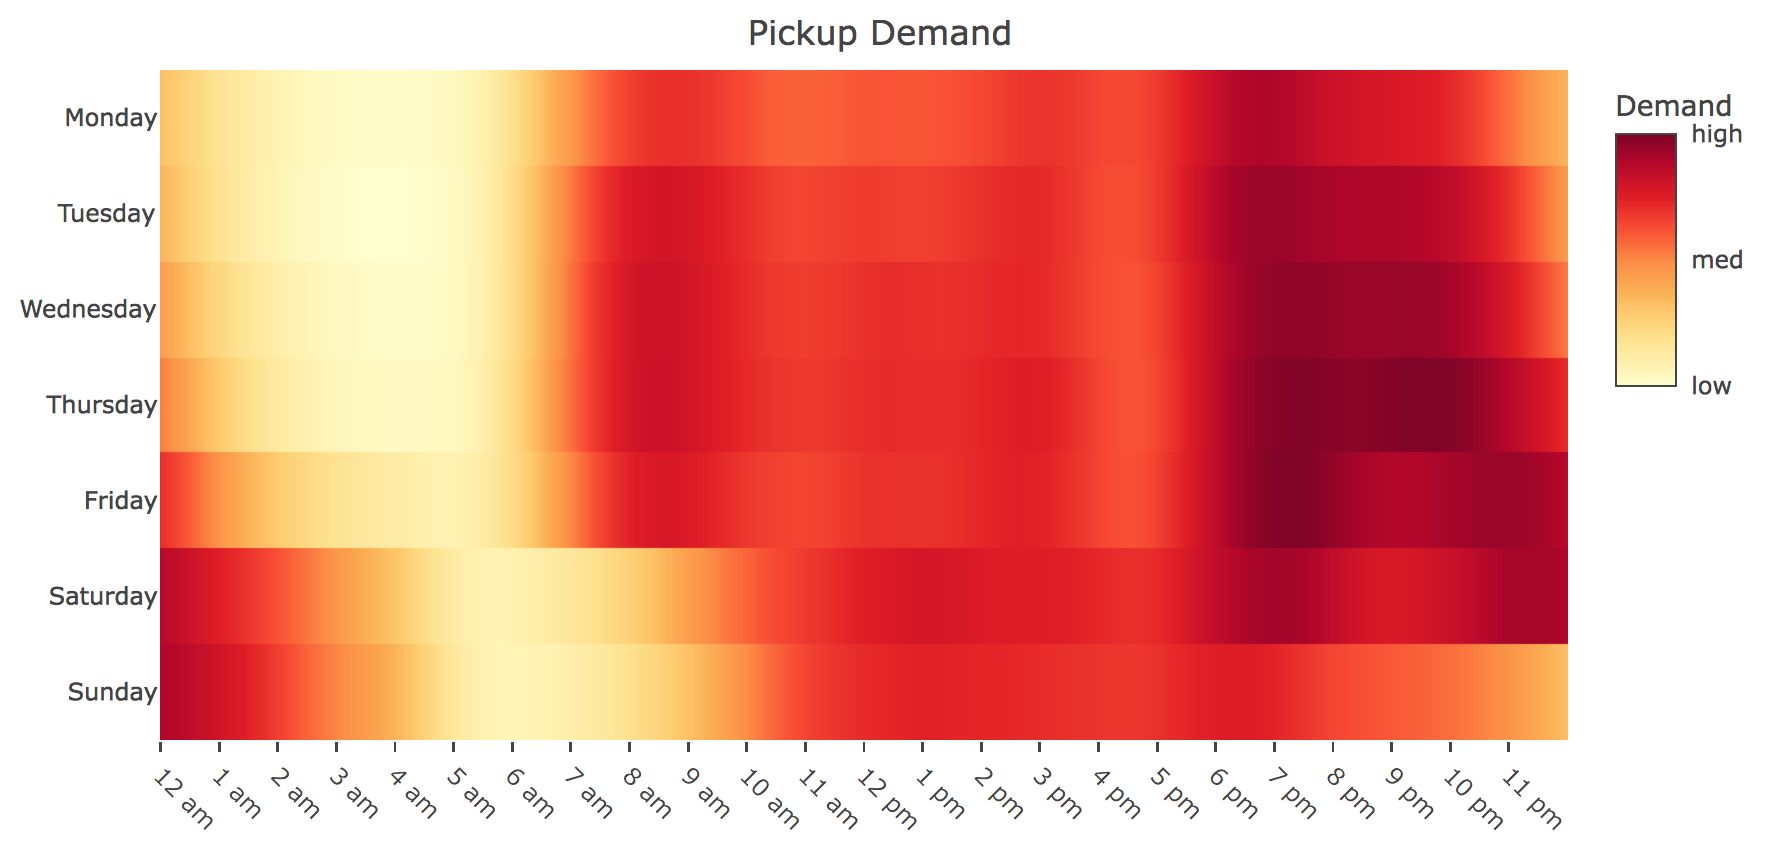 Pickup Demand
Monday
Tuesday
Wednesday
Thursday
Friday
Saturday
Sunday
12 am
1 am
2 am
3 am
4 am
5 am
6 am
7 am
8 am
9 am
10 am
11 am
12 pm
1 pm
2 pm
3 pm
4 pm
5 pm
6 pm
7 pm
8 pm
9 pm
10 pm
11 pm
Demand
high
med
low